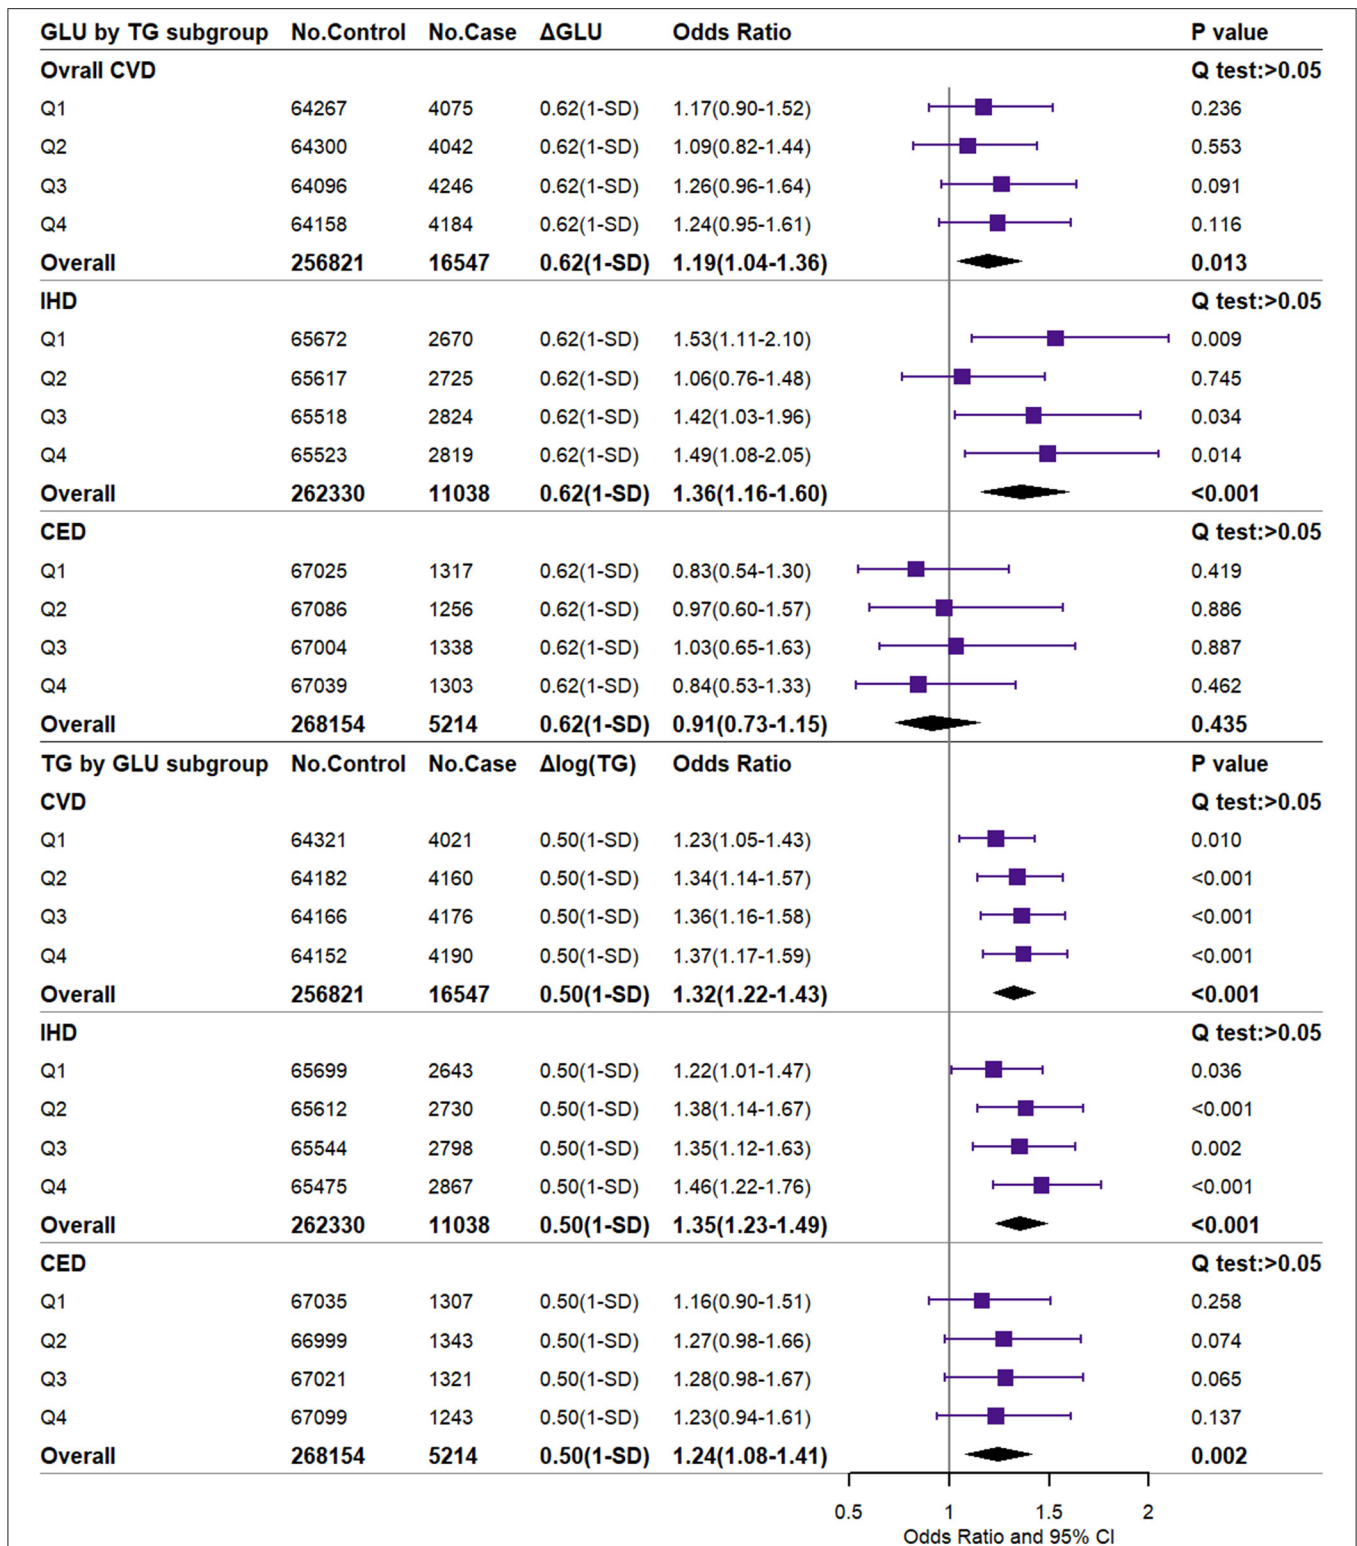 GLU by TG subgroup No.Control No.Case ΔGLU Odds Ratio P value
Ovrall CVD Q test:>0.05
Q1 64267 4075 0.62(1-SD) 1.17(0.90-1.52) 0.236
Q2 64300 4042 0.62(1-SD) 1.09(0.82-1.44) 0.553
Q3 64096 4246 0.62(1-SD) 1.26(0.96-1.64) 0.091
Q4 64158 4184 0.62(1-SD) 1.24(0.95-1.61) 0.116
Overall 256821 16547 0.62(1-SD) 1.19(1.04-1.36) 0.013
IHD Q test:>0.05
Q1 65672 2670 0.62(1-SD) 1.53(1.11-2.10) 0.009
Q2 65617 2725 0.62(1-SD) 1.06(0.76-1.48) 0.745
Q3 65518 2824 0.62(1-SD) 1.42(1.03-1.96) 0.034
Q4 65523 2819 0.62(1-SD) 1.49(1.08-2.05) 0.014
Overall 262330 11038 0.62(1-SD) 1.36(1.16-1.60) <0.001
CED Q test:>0.05
Q1 67025 1317 0.62(1-SD) 0.83(0.54-1.30) 0.419
Q2 67086 1256 0.62(1-SD) 0.97(0.60-1.57) 0.886
Q3 67004 1338 0.62(1-SD) 1.03(0.65-1.63) 0.887
Q4 67039 1303 0.62(1-SD) 0.84(0.53-1.33) 0.462
Overall 268154 5214 0.62(1-SD) 0.91(0.73-1.15) 0.435
TG by GLU subgroup No.Control No.Case Δlog(TG) Odds Ratio P value
CVD Q test:>0.05
Q1 64321 4021 0.50(1-SD) 1.23(1.05-1.43) 0.010
Q2 64182 4160 0.50(1-SD) 1.34(1.14-1.57) <0.001
Q3 64166 4176 0.50(1-SD) 1.36(1.16-1.58) <0.001
Q4 64152 4190 0.50(1-SD) 1.37(1.17-1.59) <0.001
Overall 256821 16547 0.50(1-SD) 1.32(1.22-1.43) <0.001
IHD Q test:>0.05
Q1 65699 2643 0.50(1-SD) 1.22(1.01-1.47) 0.036
Q2 65612 2730 0.50(1-SD) 1.38(1.14-1.67) <0.001
Q3 65544 2798 0.50(1-SD) 1.35(1.12-1.63) 0.002
Q4 65475 2867 0.50(1-SD) 1.46(1.22-1.76) <0.001
Overall 262330 11038 0.50(1-SD) 1.35(1.23-1.49) <0.001
CED Q test:>0.05
Q1 67035 1307 0.50(1-SD) 1.16(0.90-1.51) 0.258
Q2 66999 1343 0.50(1-SD) 1.27(0.98-1.66) 0.074
Q3 67021 1321 0.50(1-SD) 1.28(0.98-1.67) 0.065
Q4 67099 1243 0.50(1-SD) 1.23(0.94-1.61) 0.137
Overall 268154 5214 0.50(1-SD) 1.24(1.08-1.41) 0.002
0.5 1 1.5 2
Odds Ratio and 95% CI